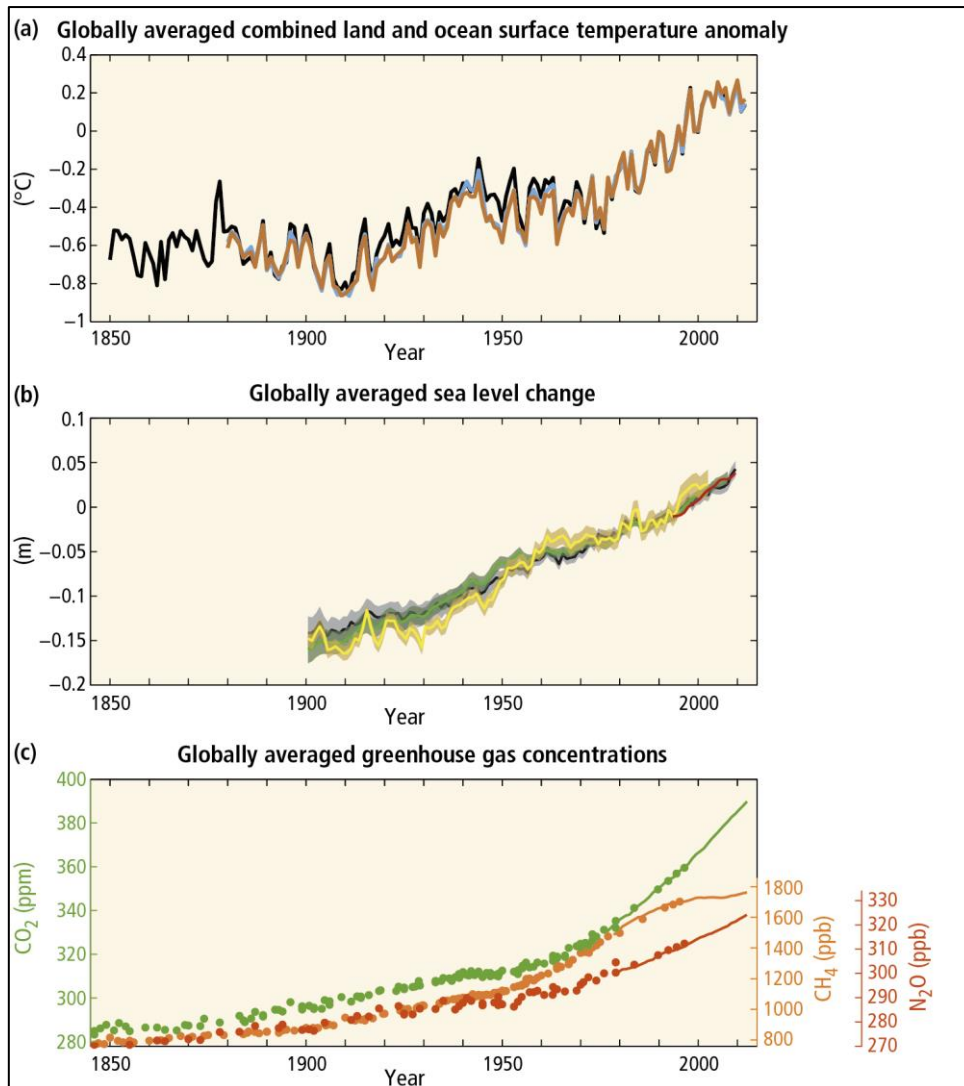 (a) Globally averaged combined land and ocean surface temperature anomaly
0.4
0.2
0
−0.2
−0.4
−0.6
−0.8
−1
(°C)
1850 1900 1950 2000
Year
(b) Globally averaged sea level change
0.1
0.05
0
−0.05
−0.1
−0.15
−0.2
(m)
1850 1900 1950 2000
Year
(c) Globally averaged greenhouse gas concentrations
400
380
360
340
320
300
280
CO₂ (ppm)
1800
1600
1400
1200
1000
800
CH₄ (ppb)
330
320
310
300
290
280
270
N₂O (ppb)
1850 1900 1950 2000
Year